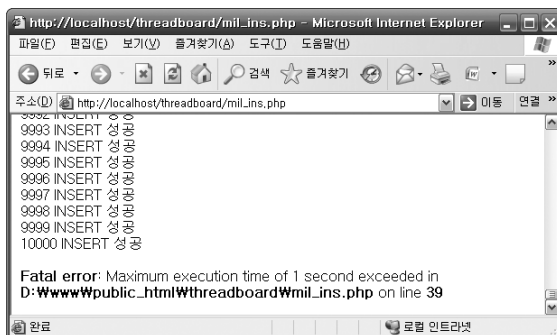 http://localhost/threadboard/mil_ins.php - Microsoft Internet Explorer
파일(F) 편집(E) 보기(V) 즐겨찾기(A) 도구(T) 도움말(H)
뒤로 검색 즐겨찾기
주소(D) http://localhost/threadboard/mil_ins.php 이동 연결 »
9992 INSERT 성공
9993 INSERT 성공
9994 INSERT 성공
9995 INSERT 성공
9996 INSERT 성공
9997 INSERT 성공
9998 INSERT 성공
9999 INSERT 성공
10000 INSERT 성공
Fatal error: Maximum execution time of 1 second exceeded in
D:₩www₩public_html₩threadboard₩mil_ins.php on line 39
완료 로컬 인트라넷